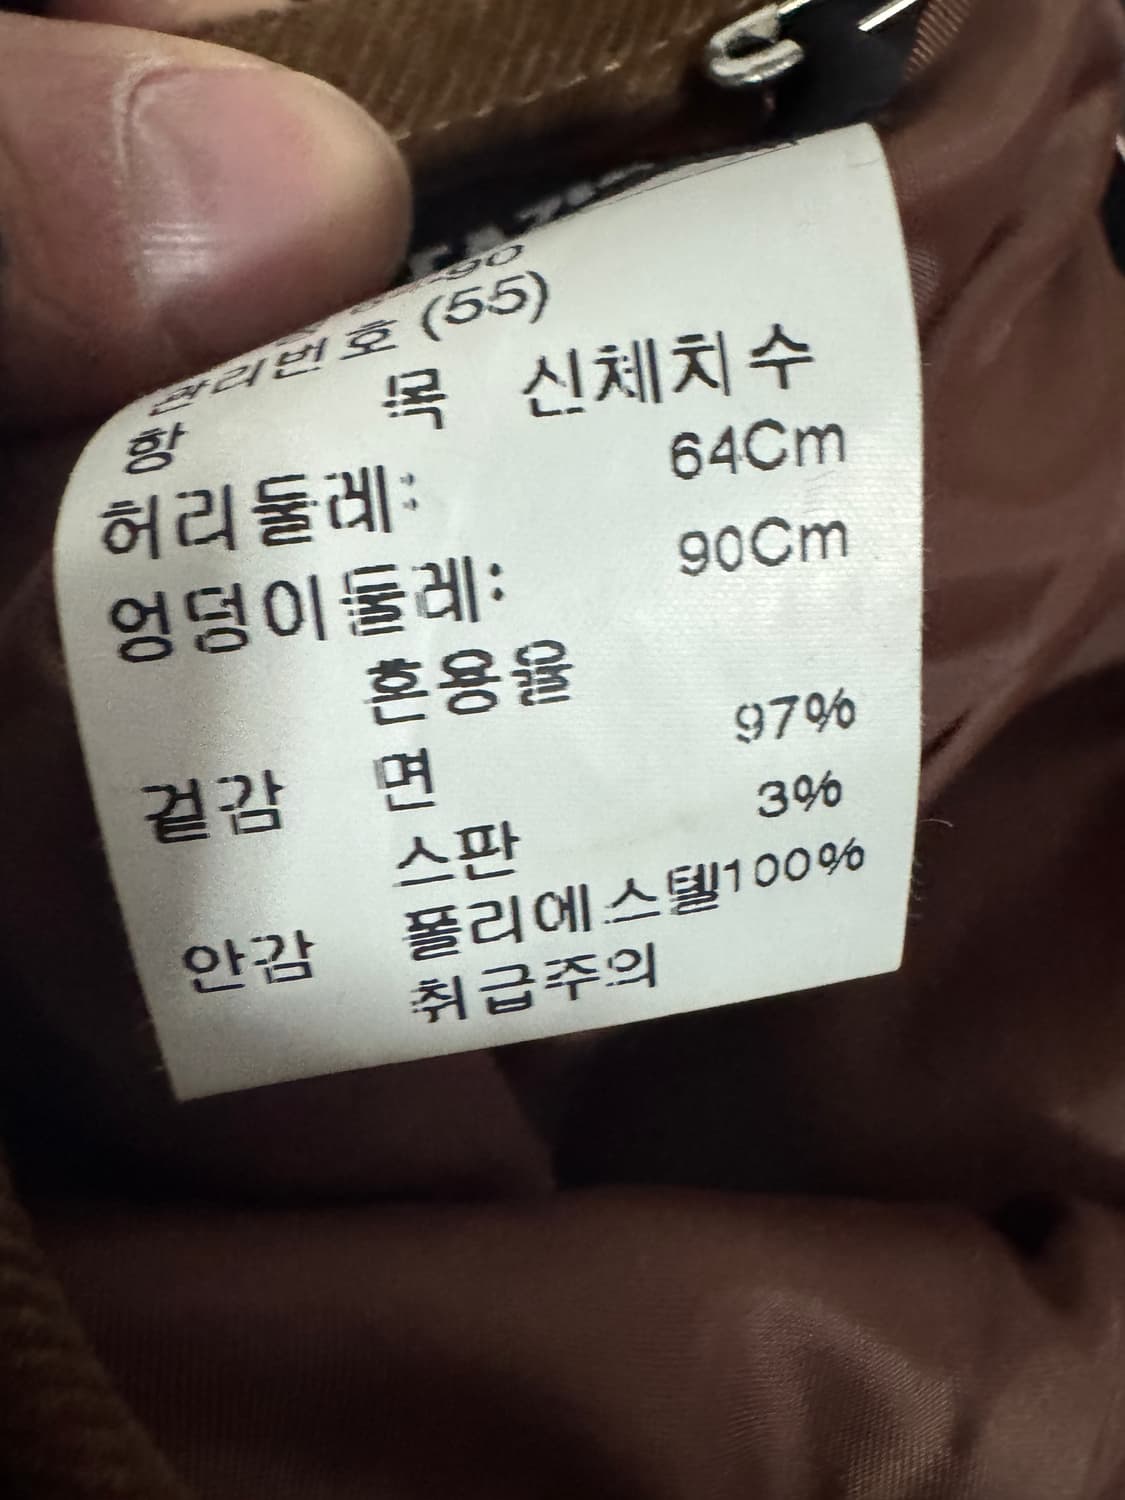 관리번호 (55)
항 목 신체치수
허리둘레: 64Cm
엉덩이둘레: 90Cm
혼용율
겉감 면 97%
스판 3%
안감 폴리에스텔100%
취급주의